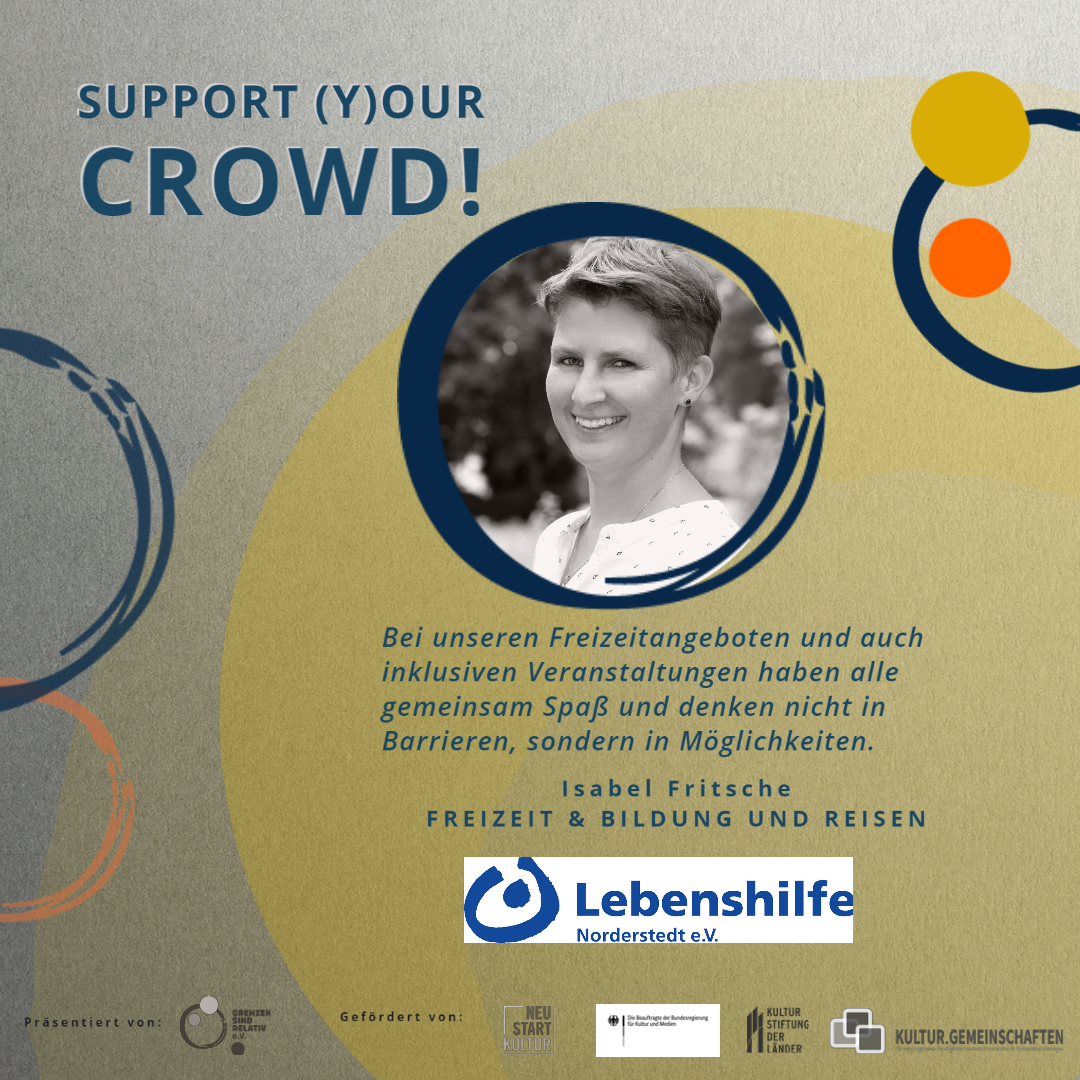 SUPPORT (Y)OUR
CROWD!
Bei unseren Freizeitangeboten und auch
inklusiven Veranstaltungen haben alle
gemeinsam Spaß und denken nicht in
Barrieren, sondern in Möglichkeiten.
Isabel Fritsche
FREIZEIT & BILDUNG UND REISEN
Lebenshilfe
Norderstedt e.V.
Präsentiert von:
GRENZEN
SIND
RELATIV
e.V.
Gefördert von:
NEU
START
KULTUR
Die Beauftragte der Bundesregierung
für Kultur und Medien
KULTUR
STIFTUNG
DER
LÄNDER
KULTUR.GEMEINSCHAFTEN